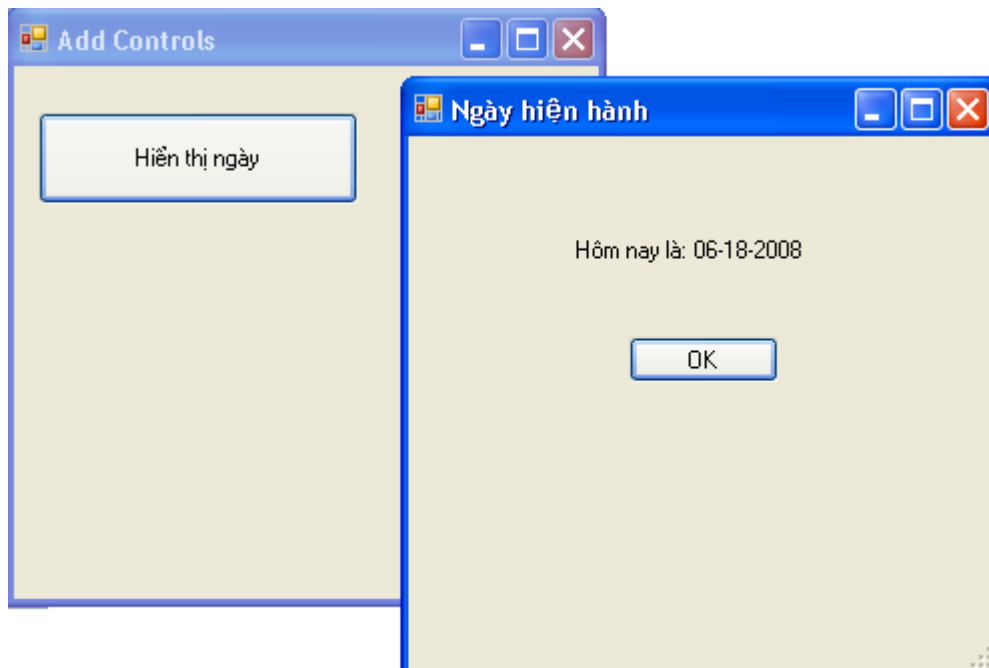 Add Controls
Hiển thị ngày
Ngày hiện hành
Hôm nay là: 06-18-2008
OK